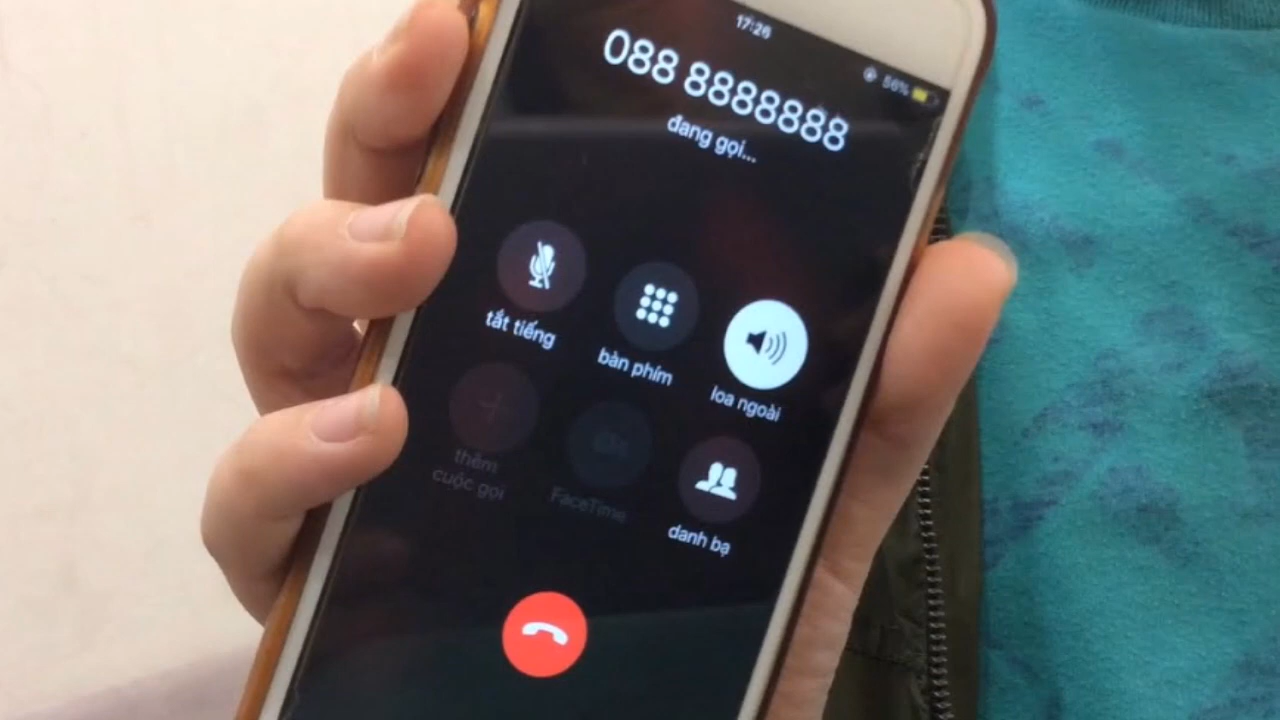 17:26
56%
088 8888888
đang gọi...
tắt tiếng
bàn phím
loa ngoài
thêm
cuộc gọi
FaceTime
danh bạ